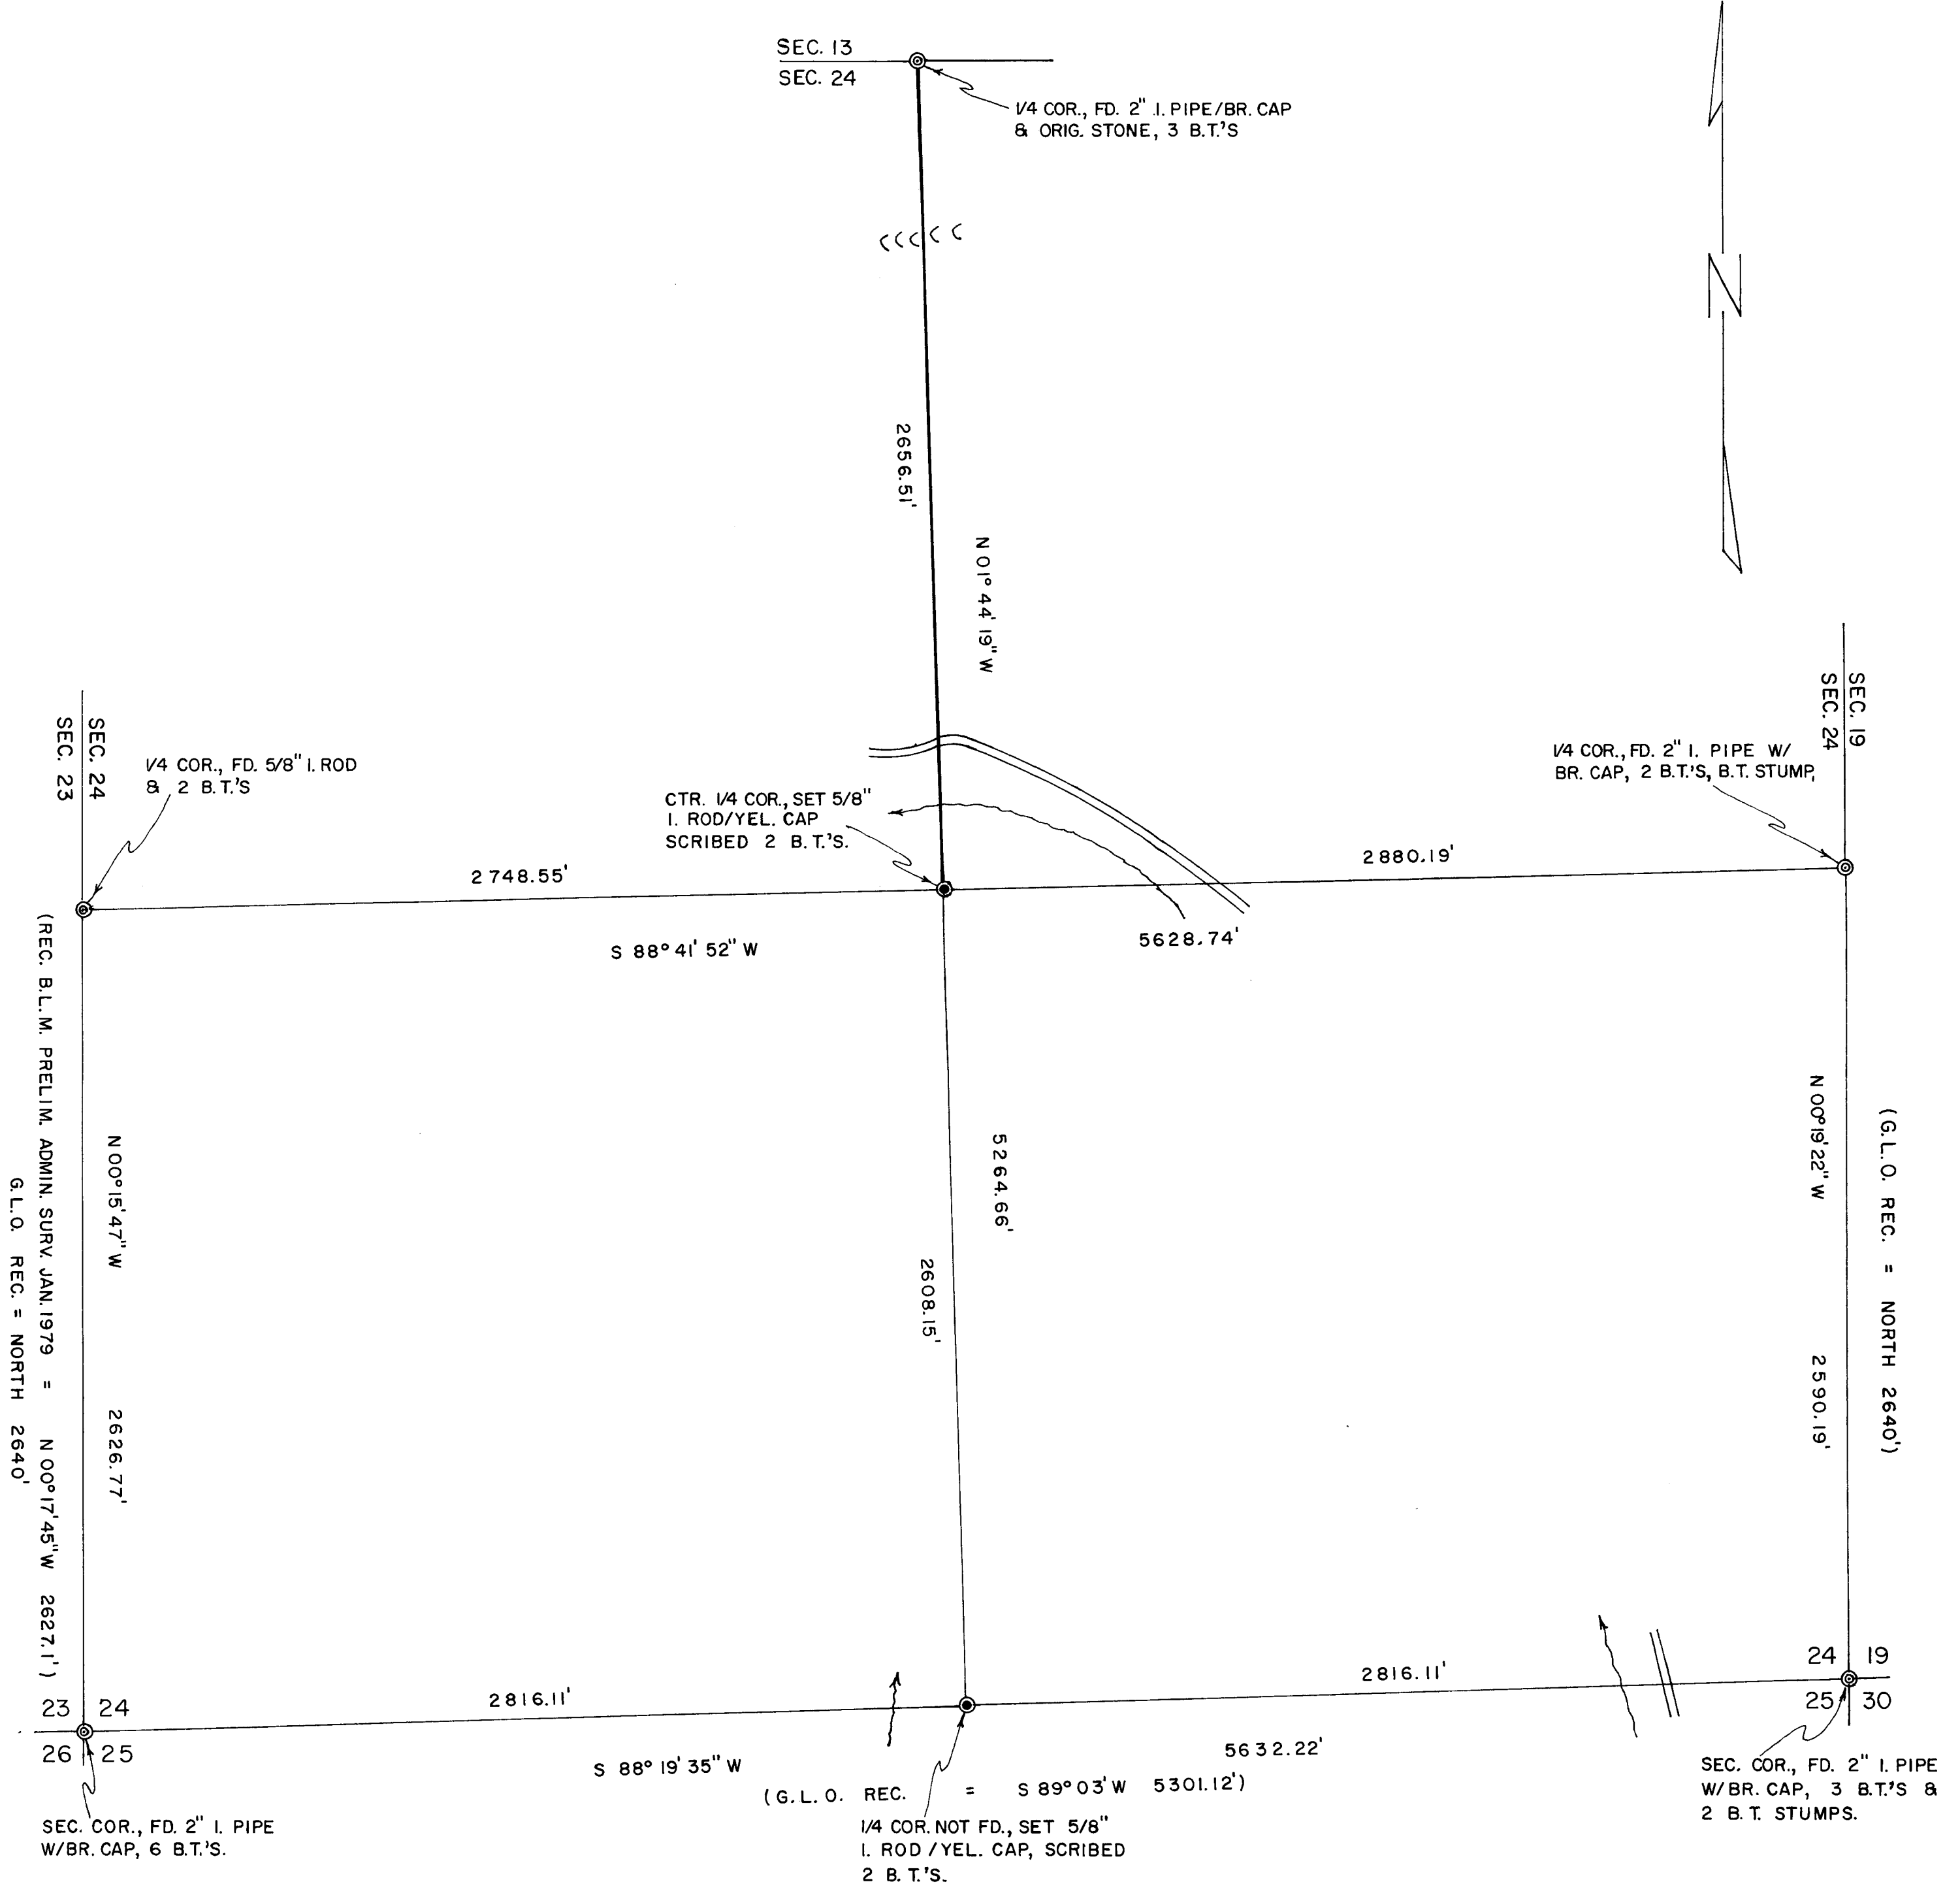 SEC. 13
SEC. 24
1/4 COR., FD. 2" I. PIPE/BR. CAP
& ORIG. STONE, 3 B.T.'S
N
2656.51'
N 01° 44' 19" W
SEC. 24
SEC. 23
1/4 COR., FD. 5/8" I. ROD
& 2 B.T.'S
CTR. 1/4 COR., SET 5/8"
I. ROD/YEL. CAP
SCRIBED 2 B.T.'S.
SEC. 19
SEC. 24
1/4 COR., FD. 2" I. PIPE W/
BR. CAP, 2 B.T.'S, B.T. STUMP,
2748.55'
2880.19'
S 88° 41' 52" W
5628.74'
(REC. B.L.M. PRELIM. ADMIN. SURV. JAN. 1979 = N 00° 17' 45" W 2627.1')
G.L.O. REC. = NORTH 2640'
N 00° 15' 47" W
2626.77'
5264.66'
2608.15'
N 00° 19' 22" W
2590.19'
(G.L.O. REC. = NORTH 2640')
23 24
26 25
2816.11'
2816.11'
24 19
25 30
S 88° 19' 35" W
5632.22'
(G.L.O. REC. = S 89° 03' W 5301.12')
SEC. COR., FD. 2" I. PIPE
W/BR. CAP, 6 B.T.'S.
1/4 COR. NOT FD., SET 5/8"
I. ROD / YEL. CAP, SCRIBED
2 B.T.'S.
SEC. COR., FD. 2" I. PIPE
W/BR. CAP, 3 B.T.'S &
2 B.T. STUMPS.